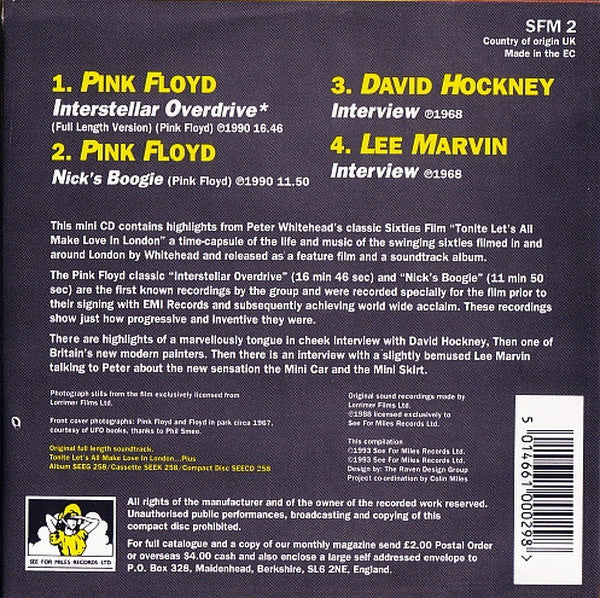 SFM 2
Country of origin UK
Made in the EC
1. PINK FLOYD
Interstellar Overdrive*
(Full Length Version) (Pink Floyd) ℗1990 16.46
2. PINK FLOYD
Nick's Boogie (Pink Floyd) ℗1990 11.50
3. DAVID HOCKNEY
Interview ℗1968
4. LEE MARVIN
Interview ℗1968
This mini CD contains highlights from Peter Whitehead's classic Sixties Film "Tonite Let's All
Make Love in London" a time-capsule of the life and music of the swinging sixties filmed in and
around London by Whitehead and released as a feature film and a soundtrack album.
The Pink Floyd classic "Interstellar Overdrive" (16 min 46 sec) and "Nick's Boogie" (11 min 50
sec) are the first known recordings by the group and were recorded specially for the film prior to
their signing with EMI Records and subsequently achieving world wide acclaim. These recordings
show just how progressive and inventive they were.
There are highlights of a marvellously tongue in cheek interview with David Hockney, Then one of
Britain's new modern painters. Then there is an interview with a slightly bemused Lee Marvin
talking to Peter about the new sensation the Mini Car and the Mini Skirt.
Photograph stills from the film exclusively licensed from
Lorrimer Films Ltd.
Front cover photographs: Pink Floyd and Floyd in park circa 1967,
courtesy of UFO books, thanks to Phil Smee.
Original full length soundtrack.
Tonite Let's All Make Love In London...Plus
Album SEEG 258/Cassette SEEK 258/Compact Disc SEECD 258
Original sound recordings made by
Lorrimer Films Ltd.
©1988 licensed exclusively to
See For Miles Records Ltd.
This compilation
℗1993 See For Miles Records Ltd.
©1993 See For Miles Records Ltd.
Design by: The Raven Design Group
Project co-ordination by Colin Miles
5 014661 000298 >
SEE FOR MILES RECORDS LTD
All rights of the manufacturer and of the owner of the recorded work reserved.
Unauthorised public performances, broadcasting and copying of this
compact disc prohibited.
For full catalogue and a copy of our monthly magazine send £2.00 Postal Order
or overseas $4.00 cash and also enclose a large self addressed envelope to
P.O. Box 328, Maidenhead, Berkshire, SL6 2NE, England.